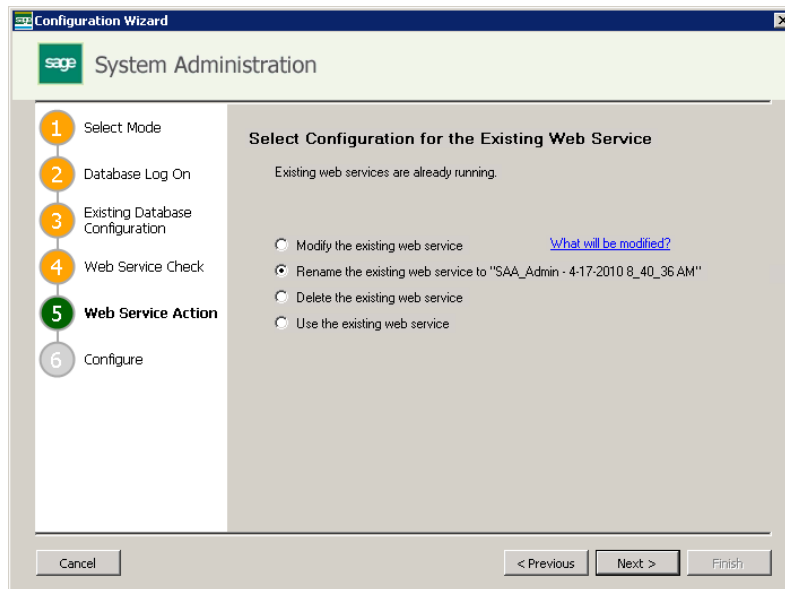 Configuration Wizard
sage
System Administration
1 Select Mode
2 Database Log On
3 Existing Database
Configuration
4 Web Service Check
5 Web Service Action
6 Configure
Select Configuration for the Existing Web Service
Existing web services are already running.
Modify the existing web service What will be modified?
Rename the existing web service to "SAA_Admin - 4-17-2010 8_40_36 AM"
Delete the existing web service
Use the existing web service
Cancel
< Previous
Next >
Finish